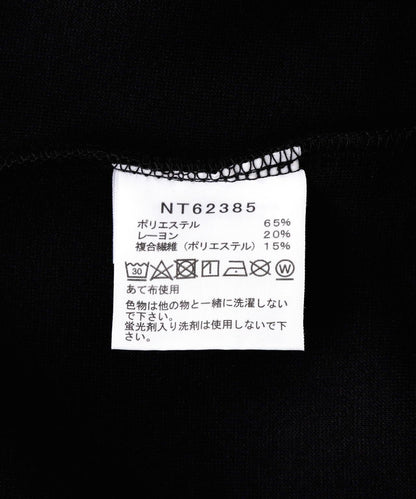 NT62385
ポリエステル 65%
レーヨン 20%
複合繊維（ポリエステル）15%
30 W
あて布使用
色物は他の物と一緒に洗濯しない
で下さい。
蛍光剤入り洗剤は使用しないで下
さい。